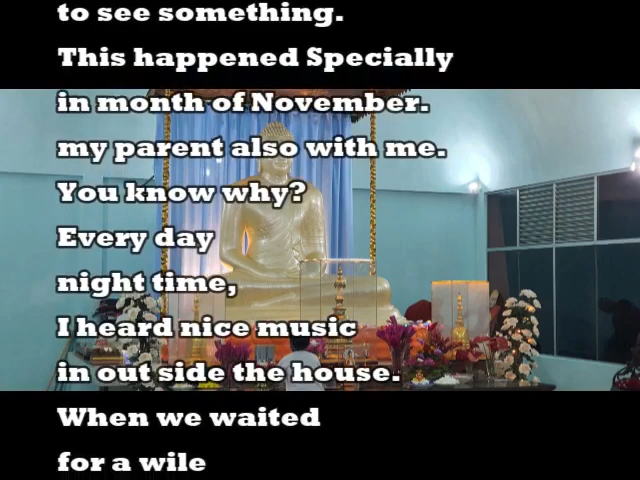 to see something.
This happened Specially
in month of November.
my parent also with me.
You know why?
Every day
night time,
I heard nice music
in out side the house.
When we waited
for a wile